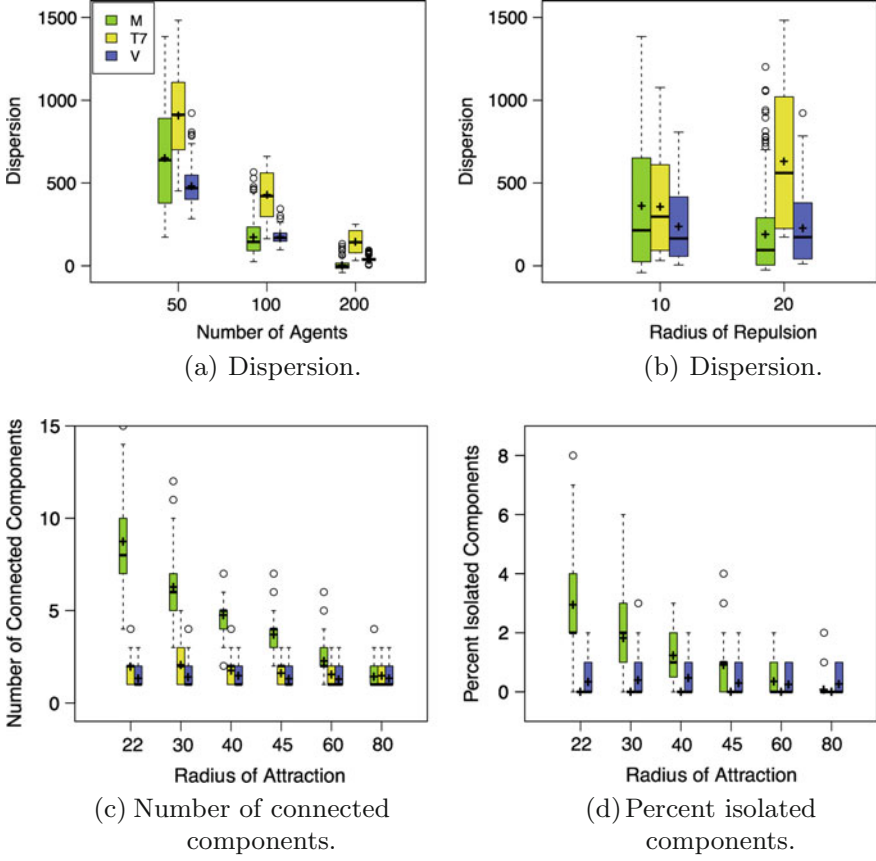 M
T7
V
1500
1000
500
0
Dispersion
50
100
200
Number of Agents
(a) Dispersion.
1500
1000
500
0
Dispersion
10
20
Radius of Repulsion
(b) Dispersion.
15
10
5
0
Number of Connected Components
22
30
40
45
60
80
Radius of Attraction
(c) Number of connected
components.
8
6
4
2
0
Percent Isolated Components
22
30
40
45
60
80
Radius of Attraction
(d) Percent isolated
components.